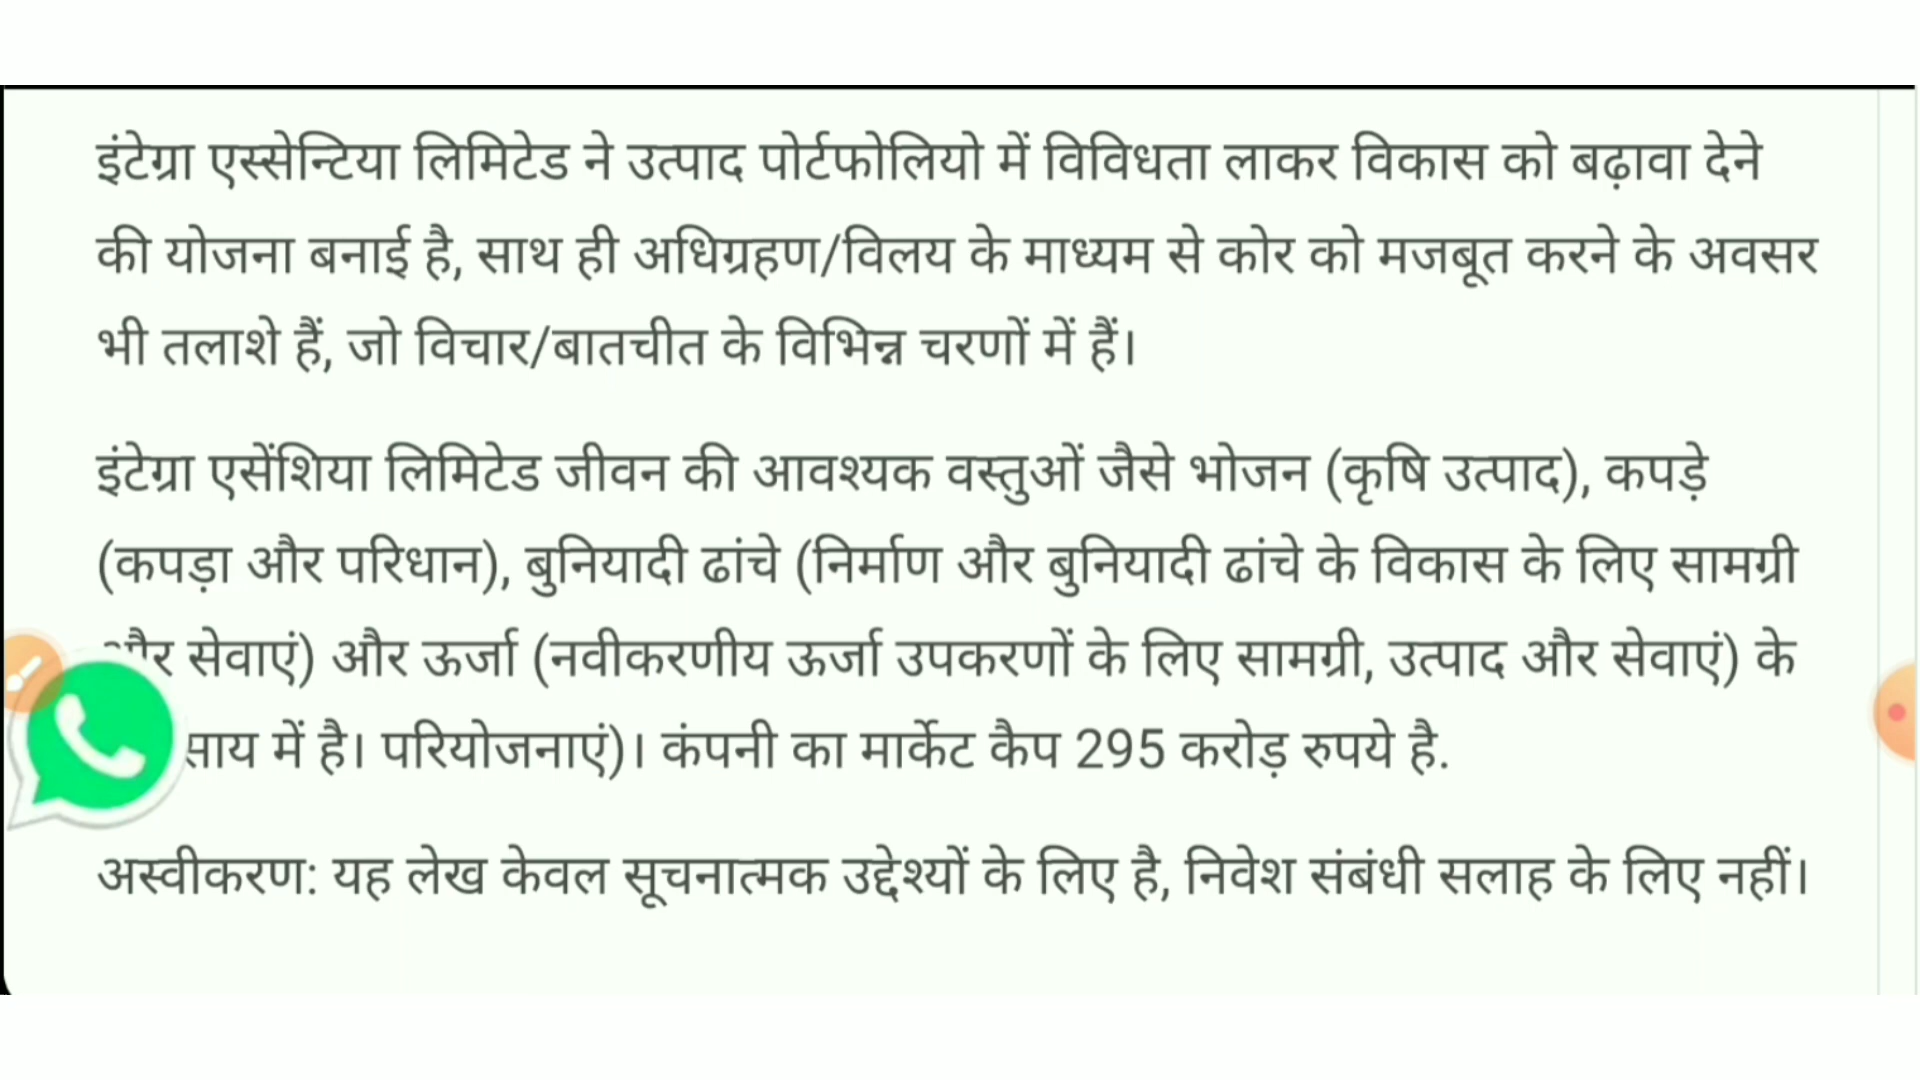 इंटेग्रा एस्सेन्टिया लिमिटेड ने उत्पाद पोर्टफोलियो में विविधता लाकर विकास को बढ़ावा देने
की योजना बनाई है, साथ ही अधिग्रहण/विलय के माध्यम से कोर को मजबूत करने के अवसर
भी तलाशे हैं, जो विचार/बातचीत के विभिन्न चरणों में हैं।
इंटेग्रा एसेंशिया लिमिटेड जीवन की आवश्यक वस्तुओं जैसे भोजन (कृषि उत्पाद), कपड़े
(कपड़ा और परिधान), बुनियादी ढांचे (निर्माण और बुनियादी ढांचे के विकास के लिए सामग्री
सेवाएं) और ऊर्जा (नवीकरणीय ऊर्जा उपकरणों के लिए सामग्री, उत्पाद और सेवाएं) के
में है। परियोजनाएं)। कंपनी का मार्केट कैप 295 करोड़ रुपये है.
अस्वीकरण: यह लेख केवल सूचनात्मक उद्देश्यों के लिए है, निवेश संबंधी सलाह के लिए नहीं।